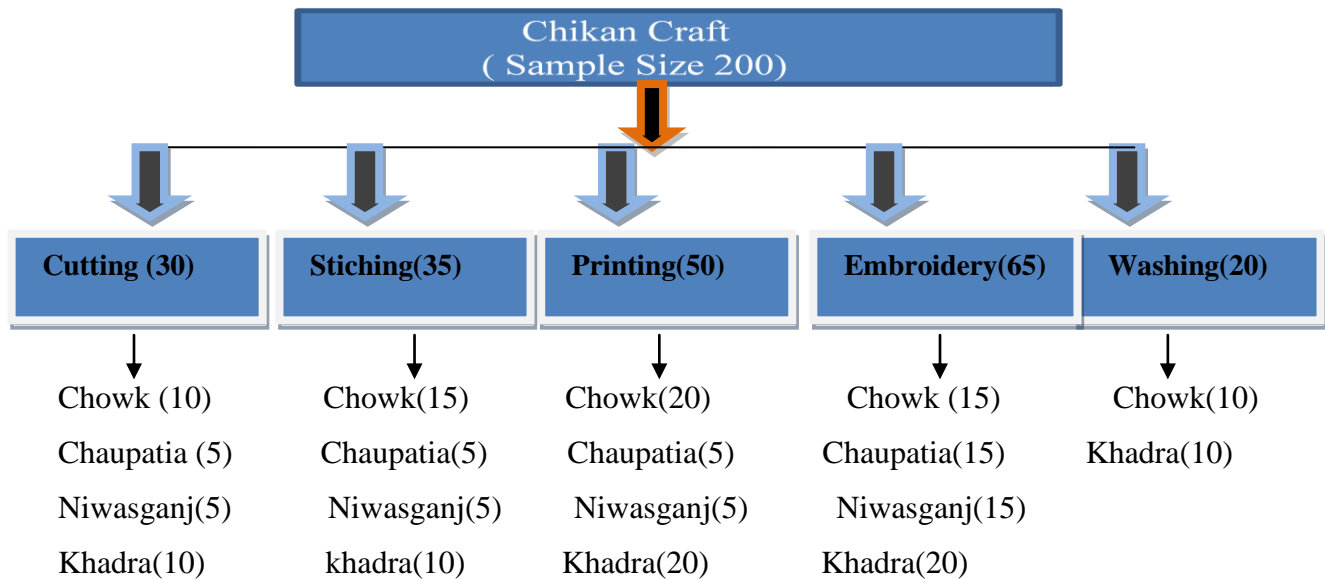 Chikan Craft
( Sample Size 200)
Cutting (30)
Stiching(35)
Printing(50)
Embroidery(65)
Washing(20)
Chowk (10)
Chaupatia (5)
Niwasganj(5)
Khadra(10)
Chowk(15)
Chaupatia(5)
Niwasganj(5)
khadra(10)
Chowk(20)
Chaupatia(5)
Niwasganj(5)
Khadra(20)
Chowk (15)
Chaupatia(15)
Niwasganj(15)
Khadra(20)
Chowk(10)
Khadra(10)